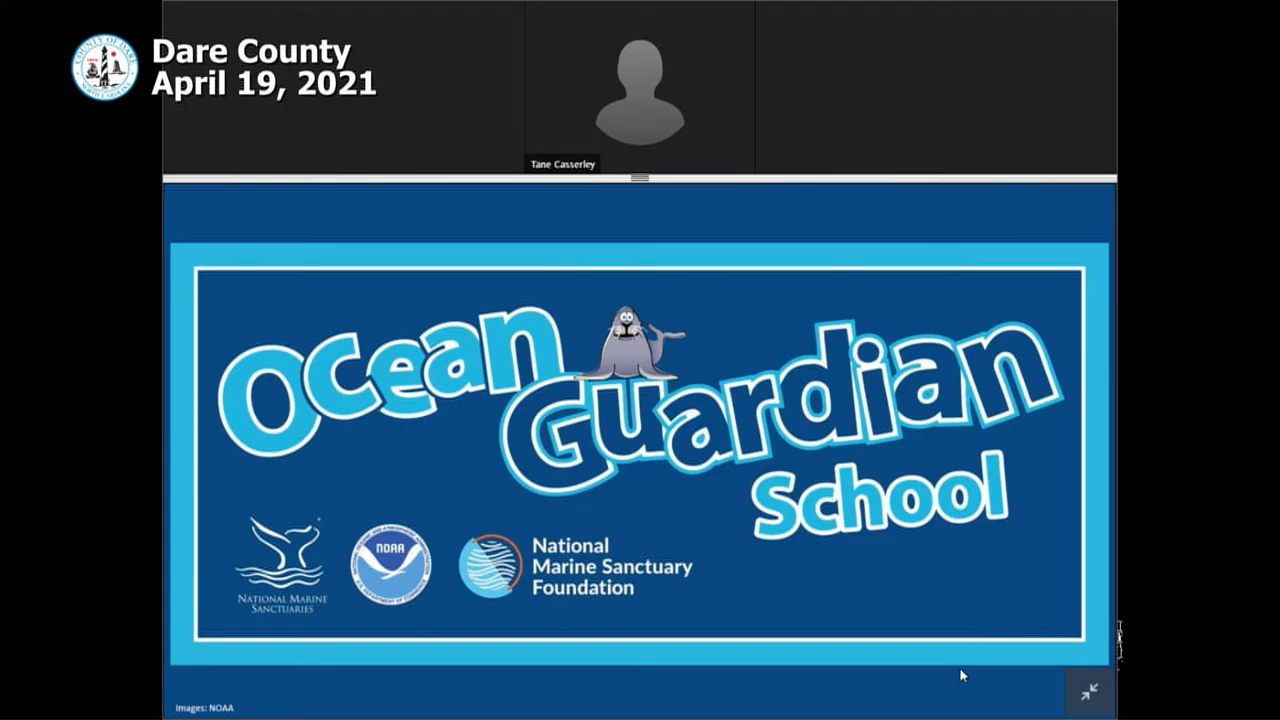 Dare County
April 19, 2021
Tane Casserley
Ocean
Guardian
School
NOAA
National
Marine Sanctuary
Foundation
National Marine
Sanctuaries
Images: NOAA